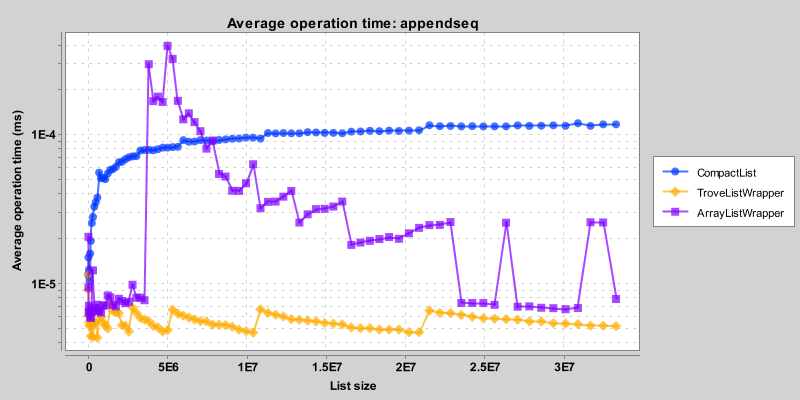 Average operation time: appendseq
Average operation time (ms)
1E-4
1E-5
0 5E6 1E7 1.5E7 2E7 2.5E7 3E7
List size
CompactList
TroveListWrapper
ArrayListWrapper